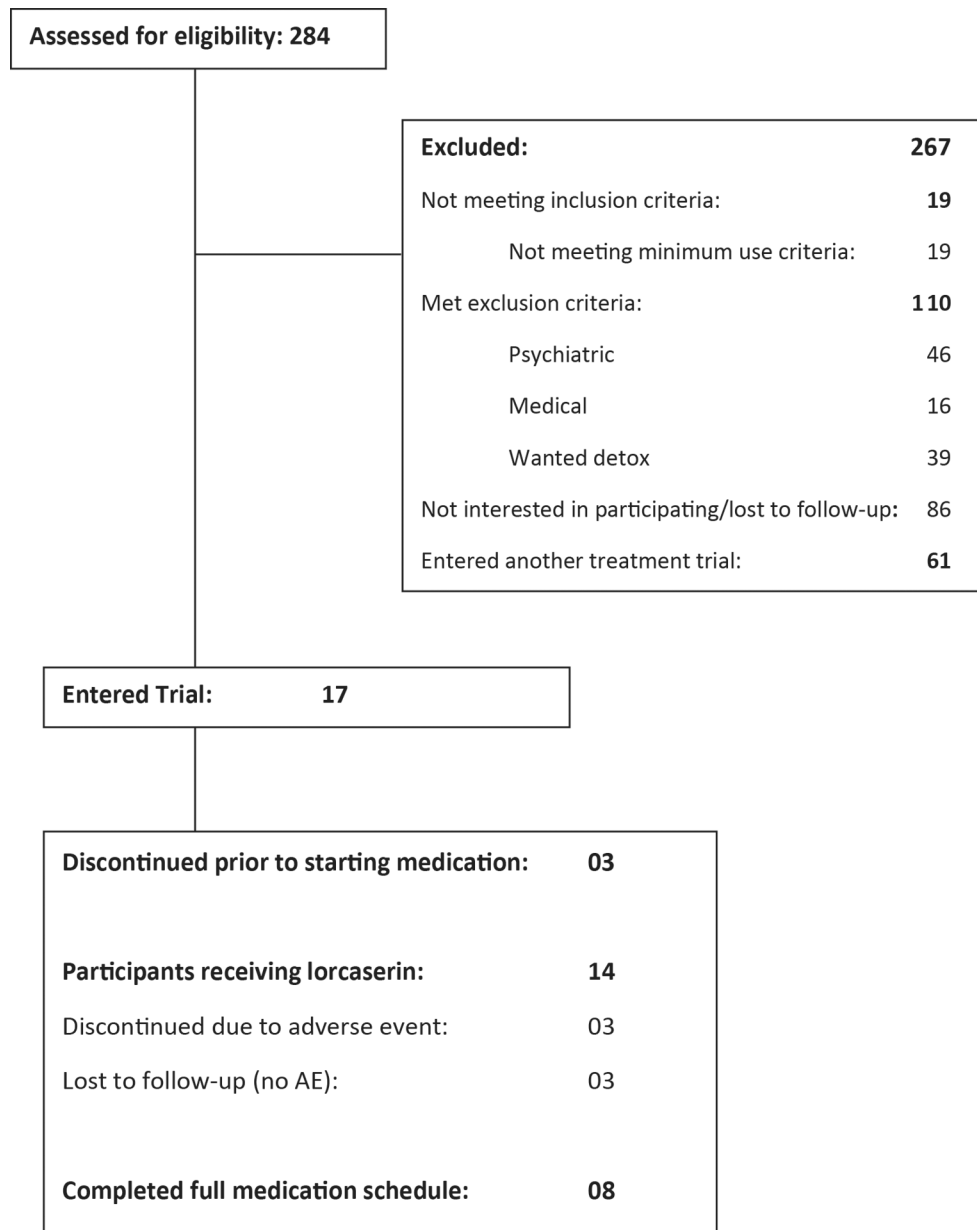 Assessed for eligibility: 284
Excluded: 267
Not meeting inclusion criteria: 19
Not meeting minimum use criteria: 19
Met exclusion criteria: 110
Psychiatric 46
Medical 16
Wanted detox 39
Not interested in participating/lost to follow-up: 86
Entered another treatment trial: 61
Entered Trial: 17
Discontinued prior to starting medication: 03
Participants receiving lorcaserin: 14
Discontinued due to adverse event: 03
Lost to follow-up (no AE): 03
Completed full medication schedule: 08